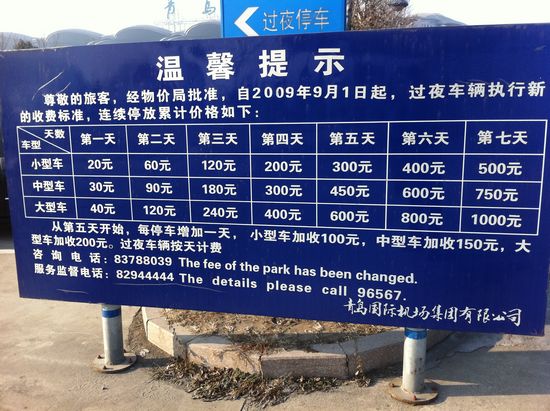 青岛
过夜停车
温馨提示
尊敬的旅客，经物价局批准，自2009年9月1日起，过夜车辆执行新
的收费标准，连续停放累计价格如下：
天数 第一天 第二天 第三天 第四天 第五天 第六天 第七天
车型
小型车 20元 60元 120元 200元 300元 400元 500元
中型车 30元 90元 180元 300元 450元 600元 750元
大型车 40元 120元 240元 400元 600元 800元 1000元
从第五天开始，每停车增加一天，小型车加收100元，中型车加收150元，大
型车加收200元。过夜车辆按天计费
咨询电话：83788039 The fee of the park has been changed.
服务监督电话：82944444 The details please call 96567.
青岛国际机场集团有限公司